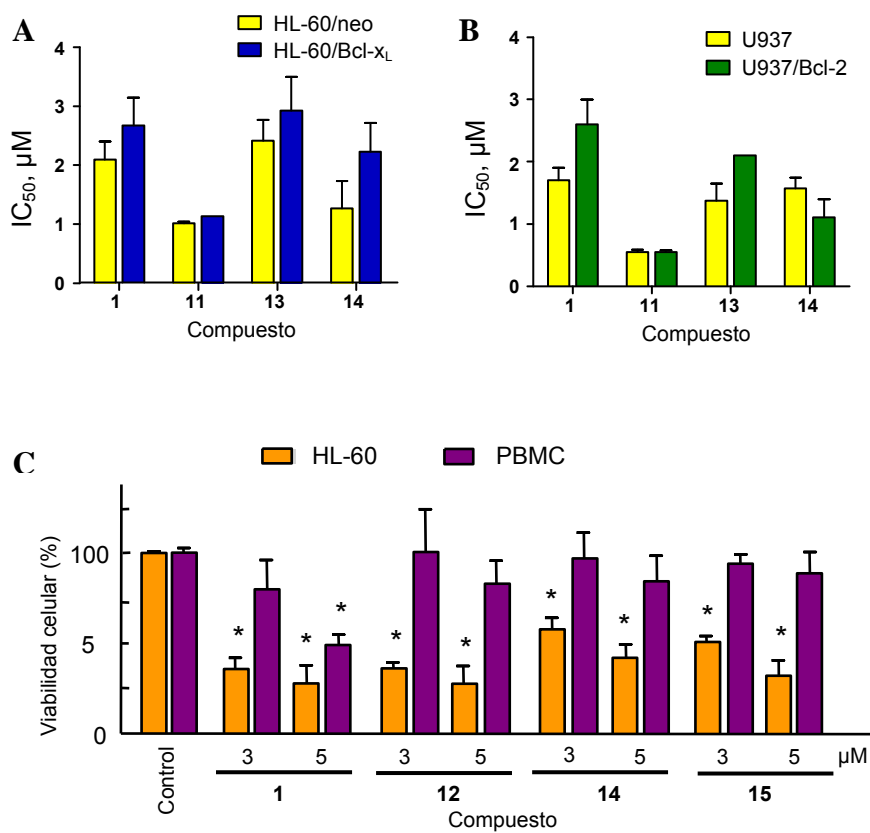 A
HL-60/neo
HL-60/Bcl-xL
IC50, µM
4
3
2
1
0
1 11 13 14
Compuesto
B
U937
U937/Bcl-2
IC50, µM
4
3
2
1
0
1 11 13 14
Compuesto
C
HL-60 PBMC
Viabilidad celular (%)
100
5
0
* * * * * * * * *
Control 3 5 3 5 3 5 3 5 µM
1 12 14 15
Compuesto